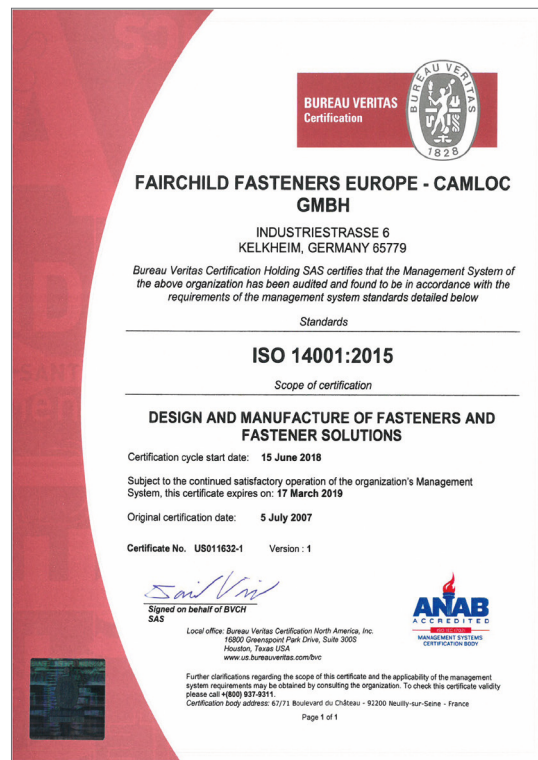 BUREAU VERITAS
Certification
BUREAU VERITAS
1828
FAIRCHILD FASTENERS EUROPE - CAMLOC
GMBH
INDUSTRIESTRASSE 6
KELKHEIM, GERMANY 65779
Bureau Veritas Certification Holding SAS certifies that the Management System of
the above organization has been audited and found to be in accordance with the
requirements of the management system standards detailed below
Standards
ISO 14001:2015
Scope of certification
DESIGN AND MANUFACTURE OF FASTENERS AND
FASTENER SOLUTIONS
Certification cycle start date: 15 June 2018
Subject to the continued satisfactory operation of the organization's Management
System, this certificate expires on: 17 March 2019
Original certification date: 5 July 2007
Certificate No. US011632-1 Version : 1
Signed on behalf of BVCH
SAS
ANAB
ACCREDITED
MANAGEMENT SYSTEMS
CERTIFICATION BODY
Local office: Bureau Veritas Certification North America, Inc.
16800 Greenspoint Park Drive, Suite 300S
Houston, Texas USA
www.us.bureauveritas.com/bvc
Further clarifications regarding the scope of this certificate and the applicability of the management
system requirements may be obtained by consulting the organization. To check this certificate validity
please call +(800) 937-9311.
Certification body address: 67/71 Boulevard du Château - 92200 Neuilly-sur-Seine - France
Page 1 of 1